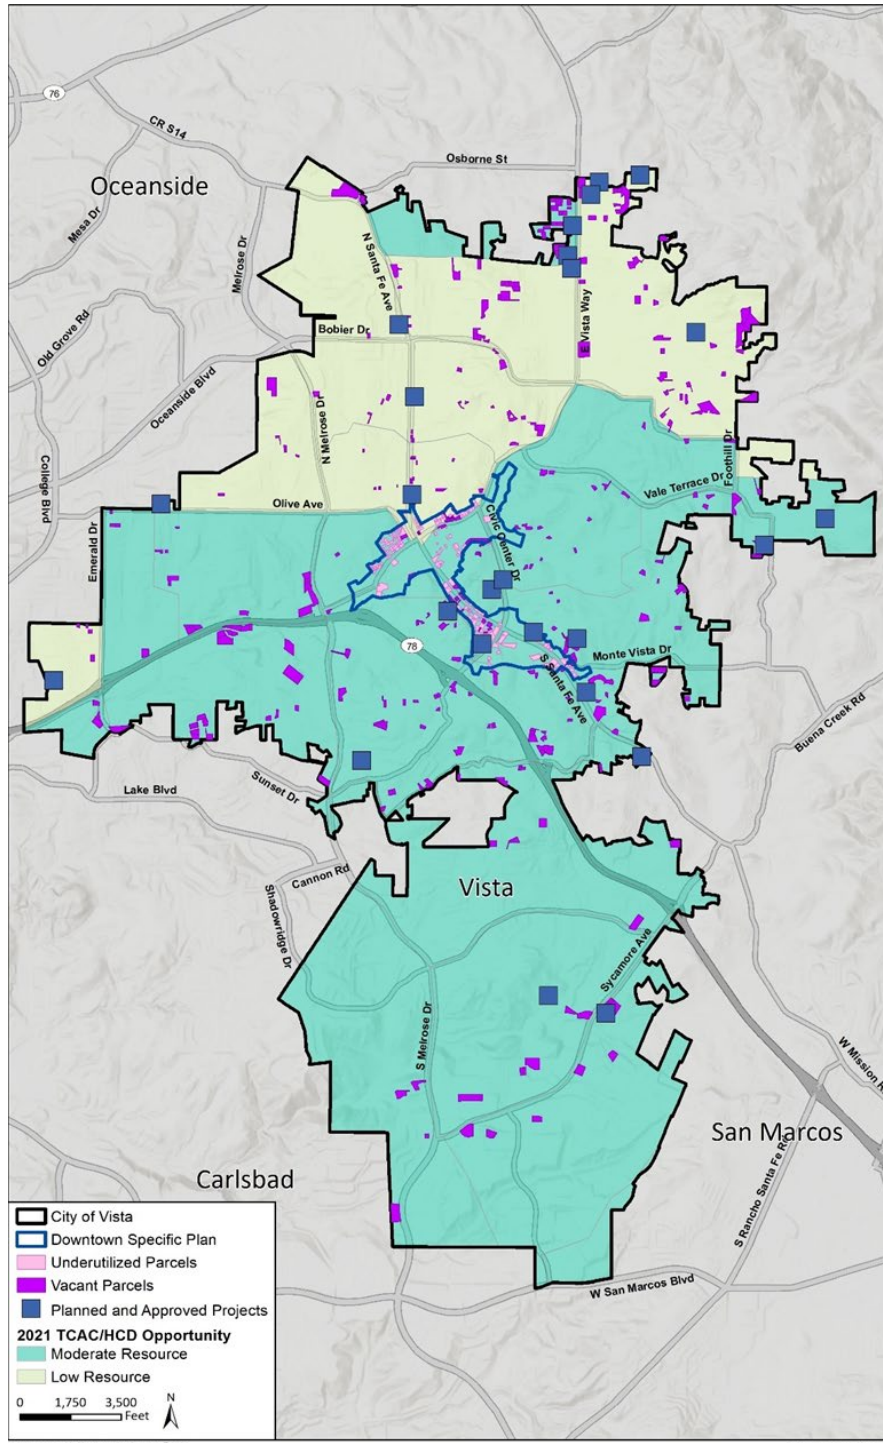 76
CR S14
Osborne St
Oceanside
Mesa Dr
Melrose Dr
N Santa Fe Ave
E Vista Way
Old Grove Rd
Bobier Dr
Oceanside Blvd
N Melrose Dr
College Blvd
Foothill Dr
Vale Terrace Dr
Olive Ave
Civic Center Dr
Emerald Dr
78
Monte Vista Dr
S Santa Fe Ave
Buena Creek Rd
Sunset Dr
Lake Blvd
Cannon Rd
Vista
Shadowridge Dr
Sycamore Ave
S Melrose Dr
W Mission R
San Marcos
S Rancho Santa Fe Rd
Carlsbad
W San Marcos Blvd
City of Vista
Downtown Specific Plan
Underutilized Parcels
Vacant Parcels
Planned and Approved Projects
2021 TCAC/HCD Opportunity
Moderate Resource
Low Resource
0 1,750 3,500
Feet
N